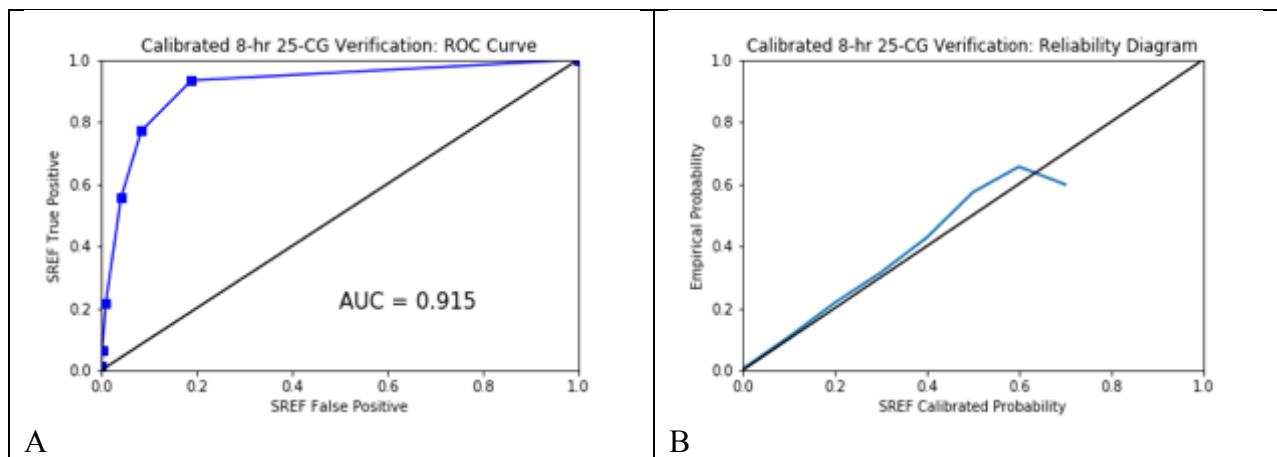 Calibrated 8-hr 25-CG Verification: ROC Curve
1.0
0.8
0.6
0.4
0.2
0.0
SREF True Positive
AUC = 0.915
0.0 0.2 0.4 0.6 0.8 1.0
SREF False Positive
A
Calibrated 8-hr 25-CG Verification: Reliability Diagram
1.0
0.8
0.6
0.4
0.2
0.0
Empirical Probability
0.0 0.2 0.4 0.6 0.8 1.0
SREF Calibrated Probability
B